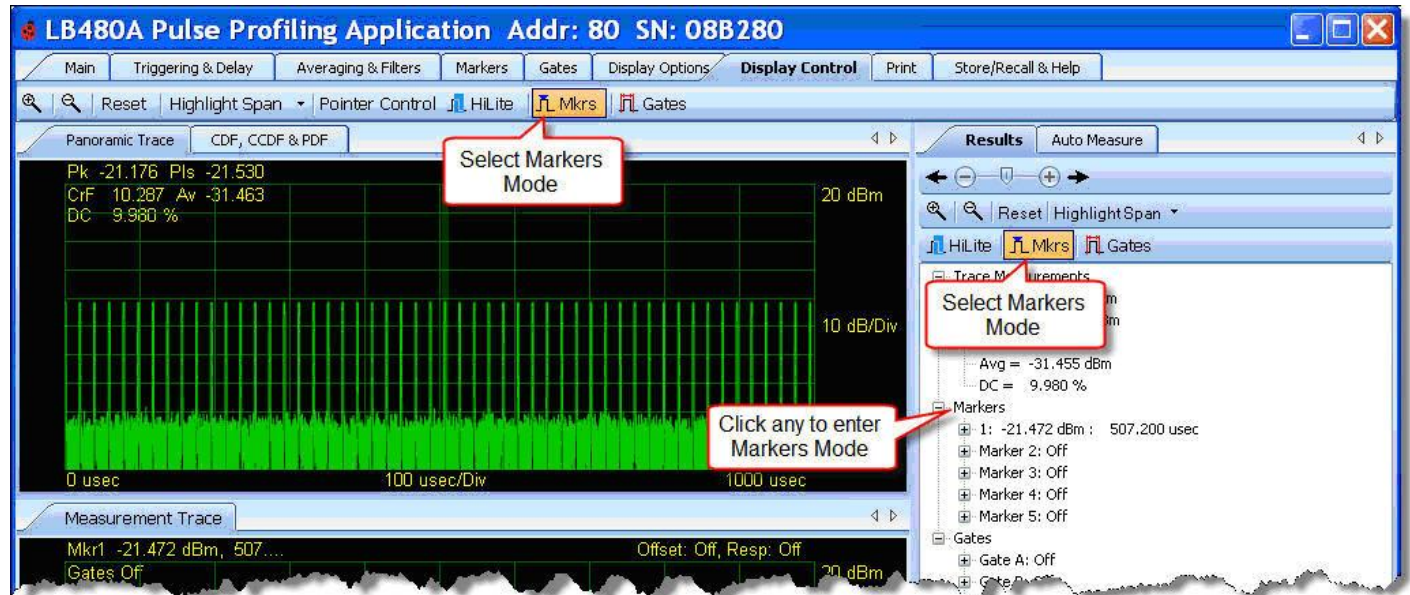 LB480A Pulse Profiling Application Addr: 80 SN: 08B280
Main Triggering & Delay Averaging & Filters Markers Gates Display Options Display Control Print Store/Recall & Help
Reset Highlight Span Pointer Control HiLite Mkrs Gates
Panoramic Trace CDF, CCDF & PDF
Select Markers
Mode
Pk -21.176 Pls -21.530
CrF 10.287 Av -31.463
DC 9.980 %
20 dBm
10 dB/Div
0 usec 100 usec/Div 1000 usec
Results Auto Measure
Reset HighlightSpan
HiLite Mkrs Gates
Trace Measurements
Select Markers
Mode
Avg = -31.455 dBm
DC = 9.980 %
Click any to enter
Markers Mode
Markers
1: -21.472 dBm : 507.200 usec
Marker 2: Off
Marker 3: Off
Marker 4: Off
Marker 5: Off
Gates
Gate A: Off
Measurement Trace
Mkr1 -21.472 dBm, 507....
Offset: Off, Resp: Off
Gates Off
20 dBm